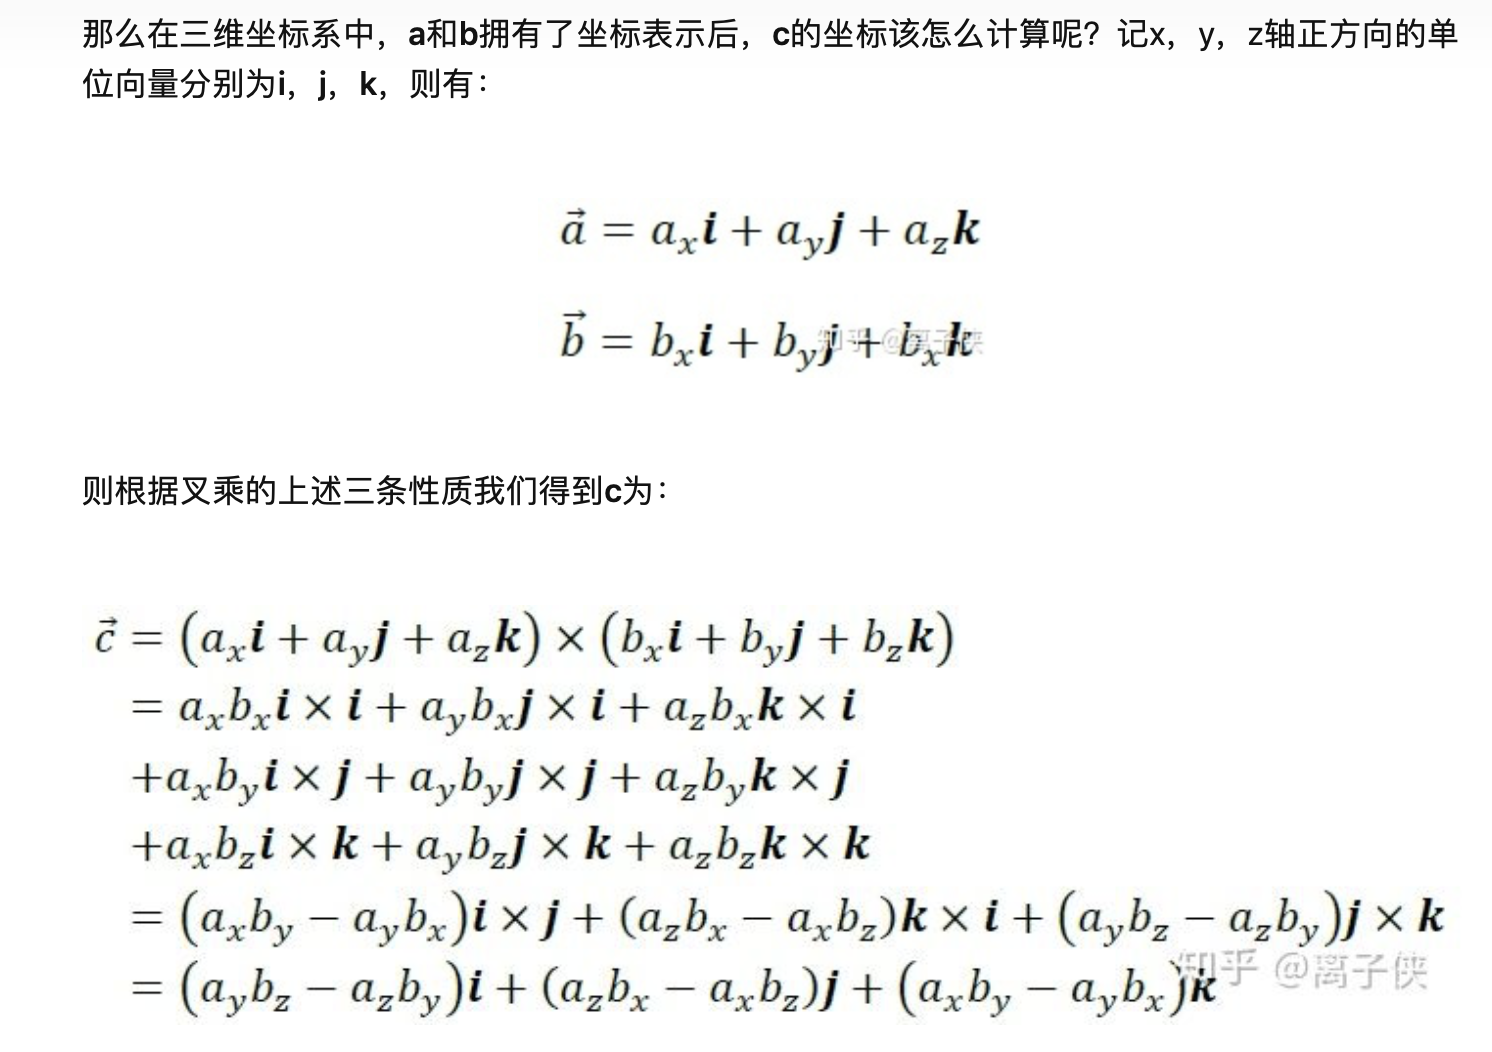 那么在三维坐标系中，a和b拥有了坐标表示后，c的坐标该怎么计算呢？记x，y，z轴正方向的单
位向量分别为i，j，k，则有：
$\vec{a} = a_x\boldsymbol{i} + a_y\boldsymbol{j} + a_z\boldsymbol{k}$
$\vec{b} = b_x\boldsymbol{i} + b_y\boldsymbol{j} + b_x\boldsymbol{k}$
知乎 @离子侠
则根据叉乘的上述三条性质我们得到c为：
$\vec{c} = (a_x\boldsymbol{i} + a_y\boldsymbol{j} + a_z\boldsymbol{k}) \times (b_x\boldsymbol{i} + b_y\boldsymbol{j} + b_z\boldsymbol{k})$
$= a_xb_x\boldsymbol{i} \times \boldsymbol{i} + a_yb_x\boldsymbol{j} \times \boldsymbol{i} + a_zb_x\boldsymbol{k} \times \boldsymbol{i}$
$+a_xb_y\boldsymbol{i} \times \boldsymbol{j} + a_yb_y\boldsymbol{j} \times \boldsymbol{j} + a_zb_y\boldsymbol{k} \times \boldsymbol{j}$
$+a_xb_z\boldsymbol{i} \times \boldsymbol{k} + a_yb_z\boldsymbol{j} \times \boldsymbol{k} + a_zb_z\boldsymbol{k} \times \boldsymbol{k}$
$= (a_xb_y - a_yb_x)\boldsymbol{i} \times \boldsymbol{j} + (a_zb_x - a_xb_z)\boldsymbol{k} \times \boldsymbol{i} + (a_yb_z - a_zb_y)\boldsymbol{j} \times \boldsymbol{k}$
$= (a_yb_z - a_zb_y)\boldsymbol{i} + (a_zb_x - a_xb_z)\boldsymbol{j} + (a_xb_y - a_yb_x)\boldsymbol{k}$
知乎 @离子侠